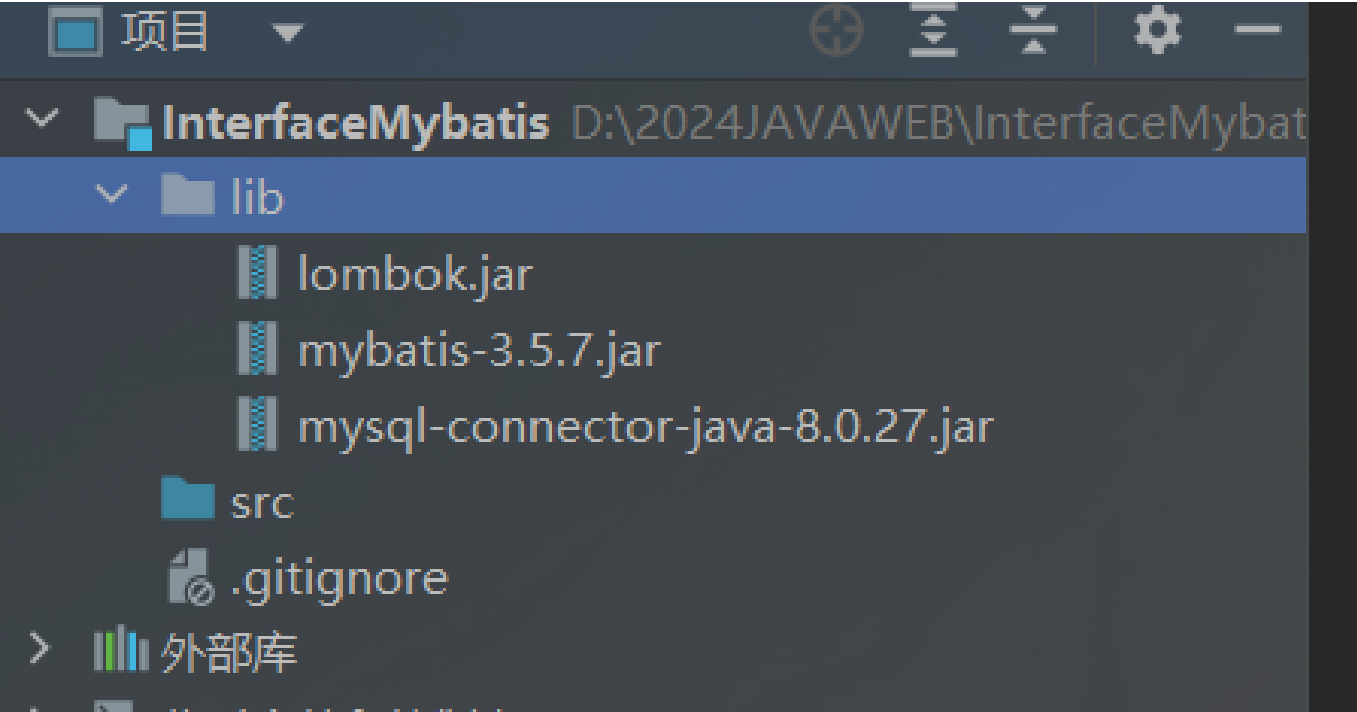 项目
InterfaceMybatis D:\2024JAVAWEB\InterfaceMybat
lib
lombok.jar
mybatis-3.5.7.jar
mysql-connector-java-8.0.27.jar
src
.gitignore
外部库